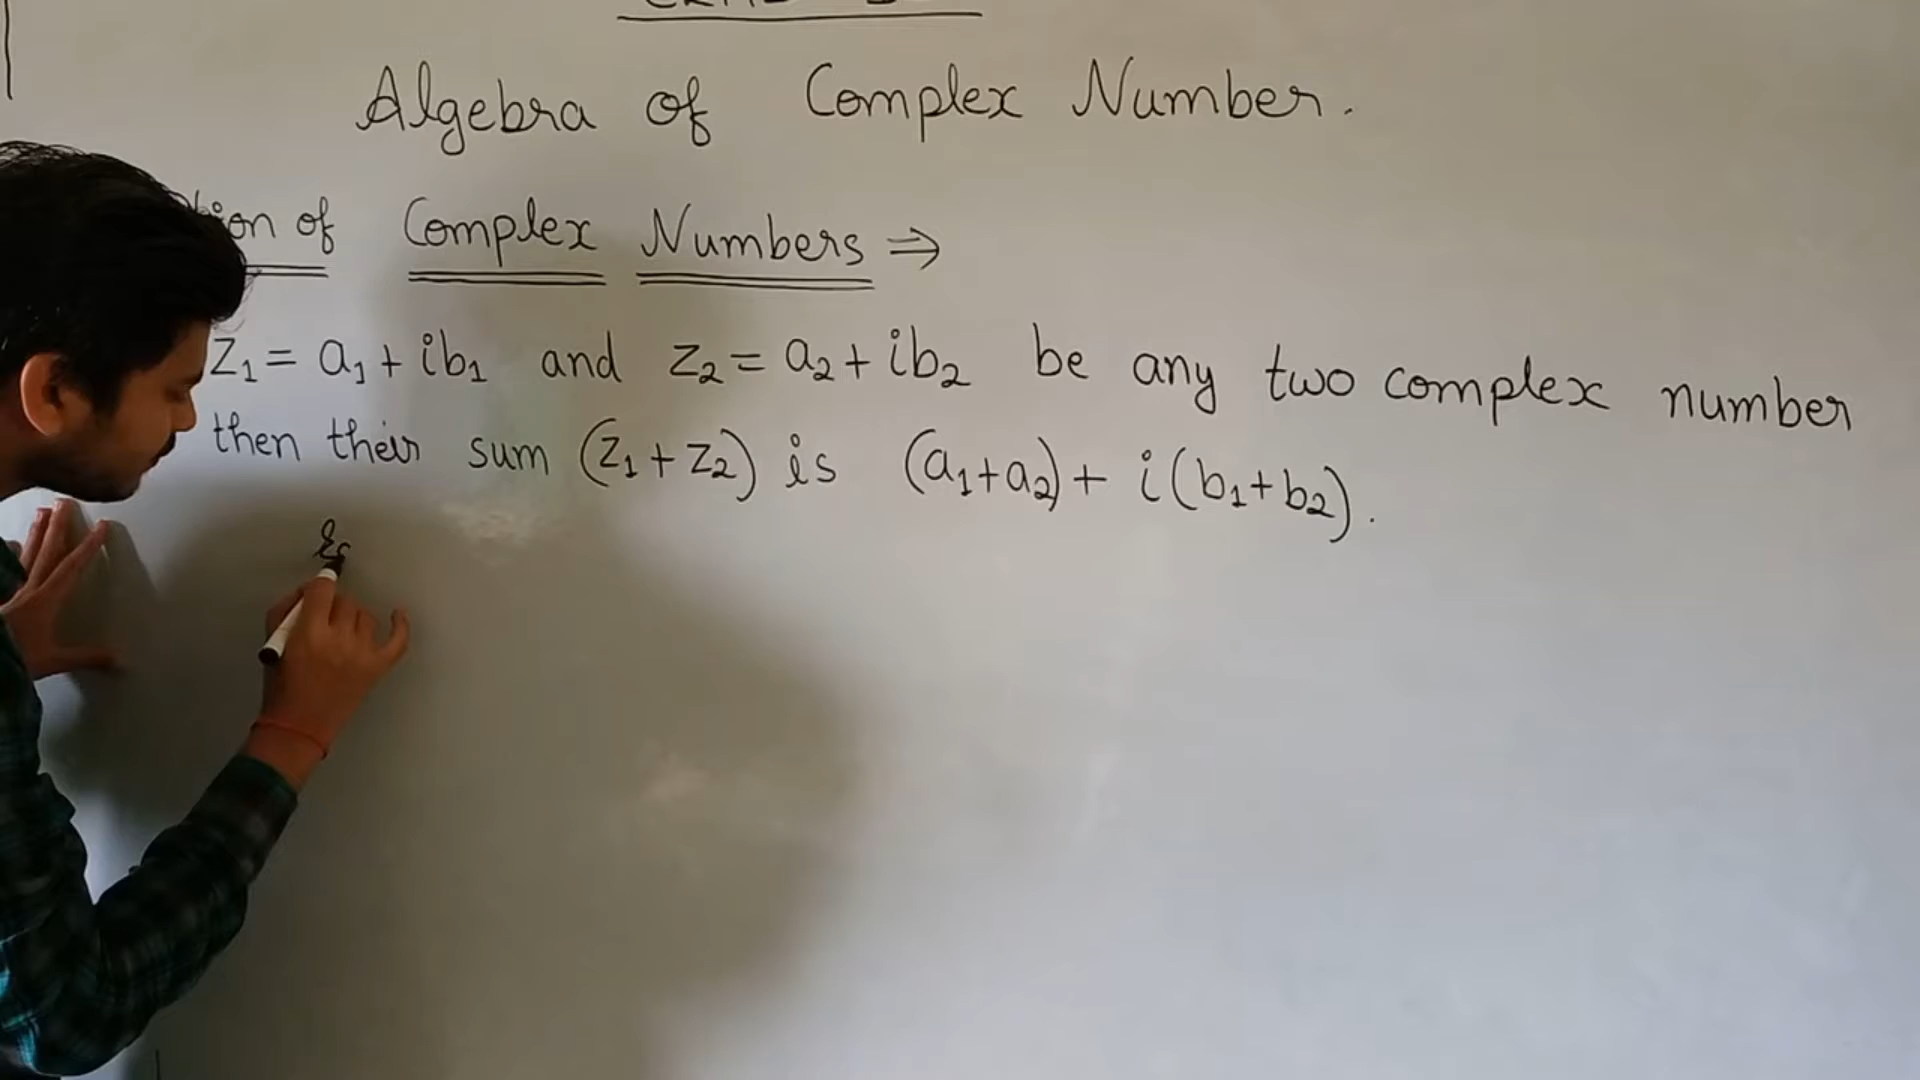 Algebra of Complex Number.
of Complex Numbers ⇒
Z₁ = a₁ + ib₁ and Z₂ = a₂ + ib₂ be any two complex number
then their sum (Z₁ + Z₂) is (a₁+a₂) + i(b₁+b₂).